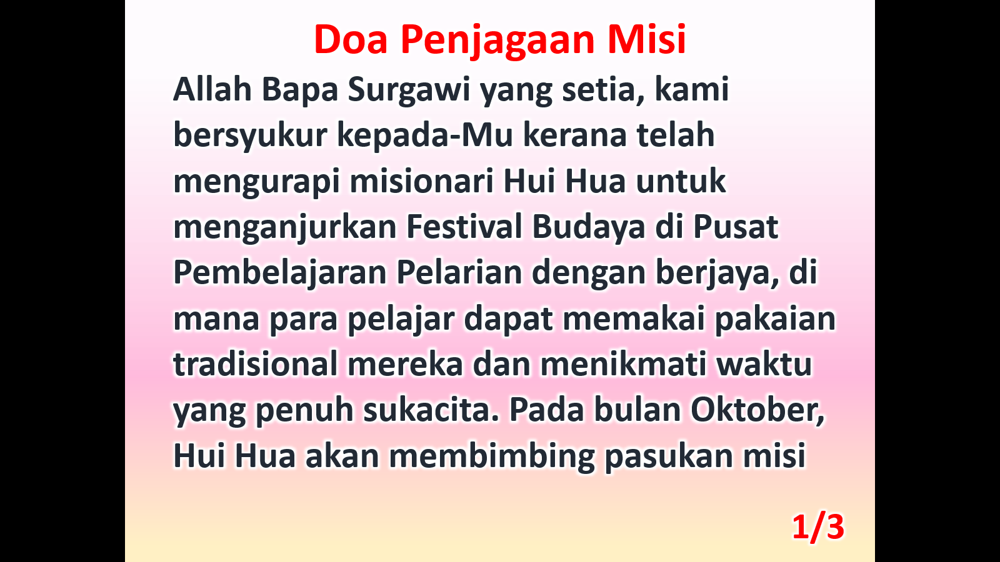 Doa Penjagaan Misi
Allah Bapa Surgawi yang setia, kami
bersyukur kepada-Mu kerana telah
mengurapi misionari Hui Hua untuk
menganjurkan Festival Budaya di Pusat
Pembelajaran Pelarian dengan berjaya, di
mana para pelajar dapat memakai pakaian
tradisional mereka dan menikmati waktu
yang penuh sukacita. Pada bulan Oktober,
Hui Hua akan membimbing pasukan misi
1/3